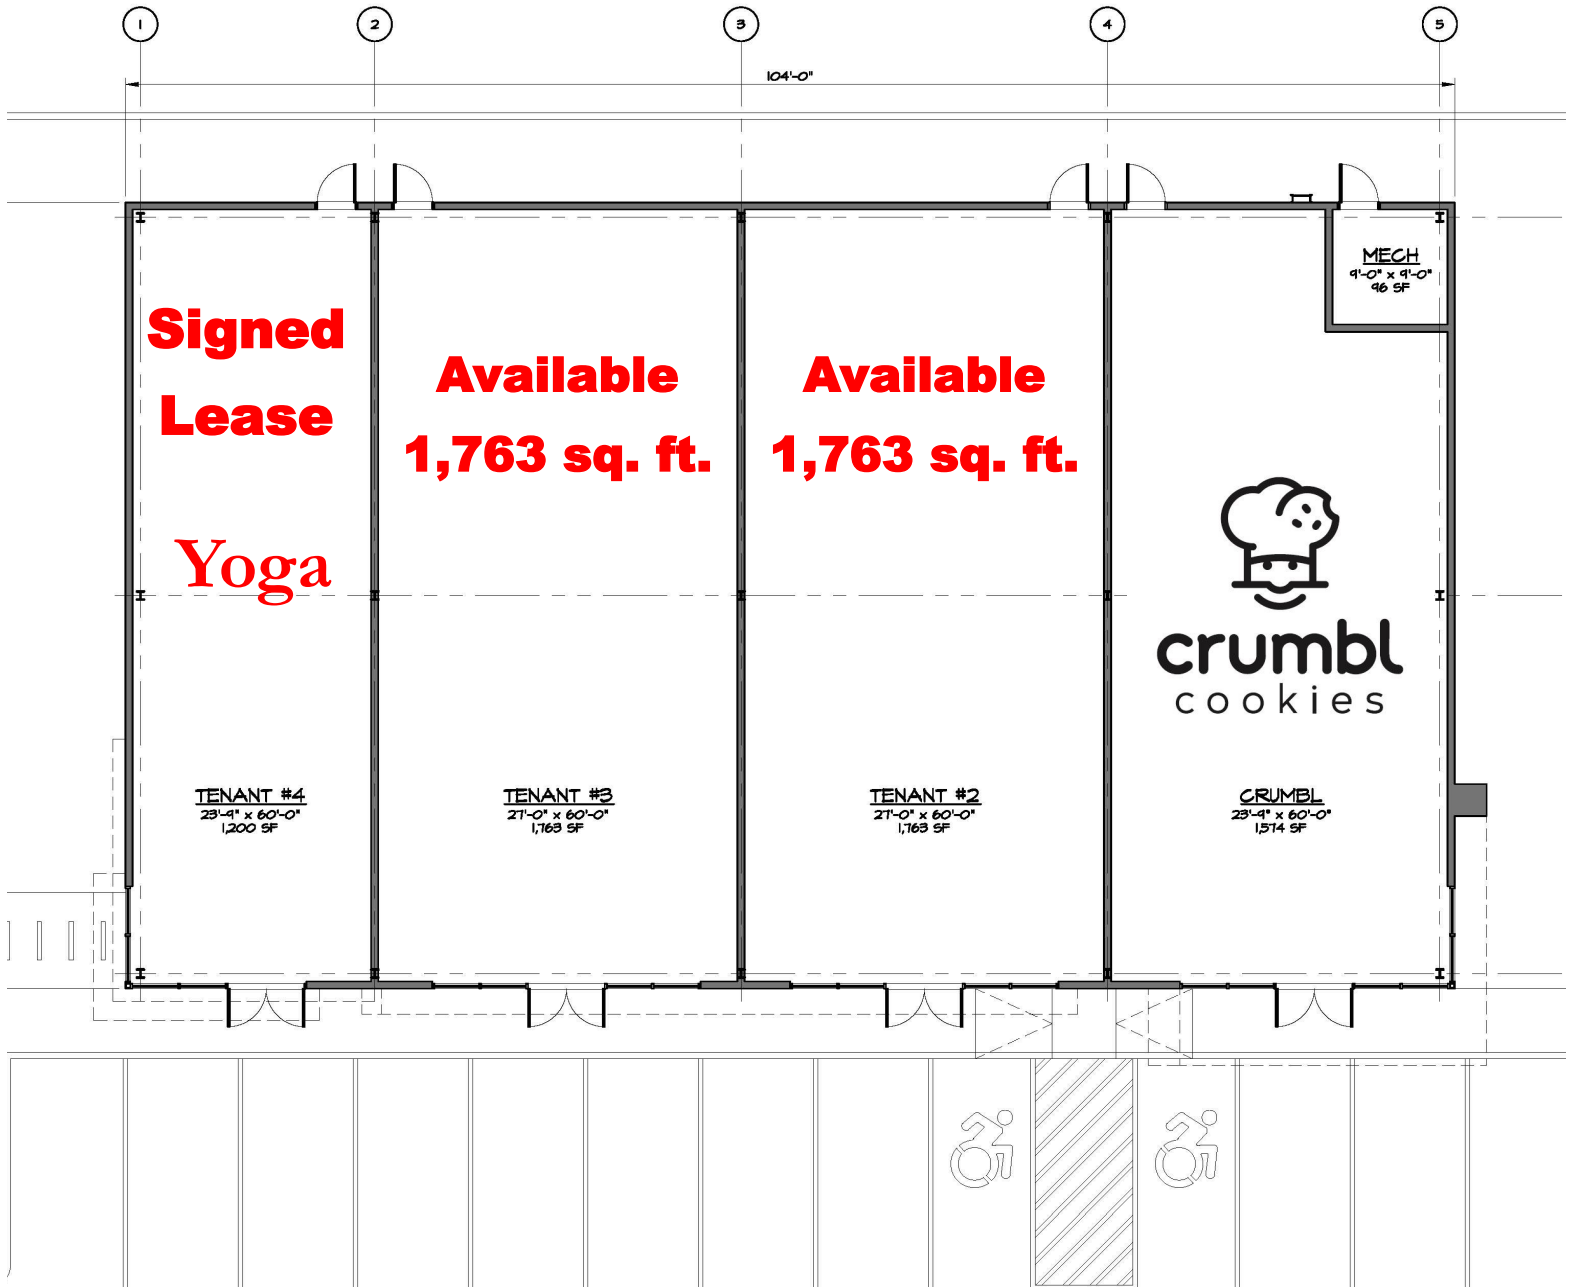 1 2 3 4 5
104'-0"
MECH
9'-0" x 9'-0"
96 SF
Signed
Lease
Yoga
Available
1,763 sq. ft.
Available
1,763 sq. ft.
crumbl
cookies
TENANT #4
23'-9" x 60'-0"
1,200 SF
TENANT #3
27'-0" x 60'-0"
1,763 SF
TENANT #2
27'-0" x 60'-0"
1,763 SF
CRUMBL
23'-9" x 60'-0"
1,574 SF